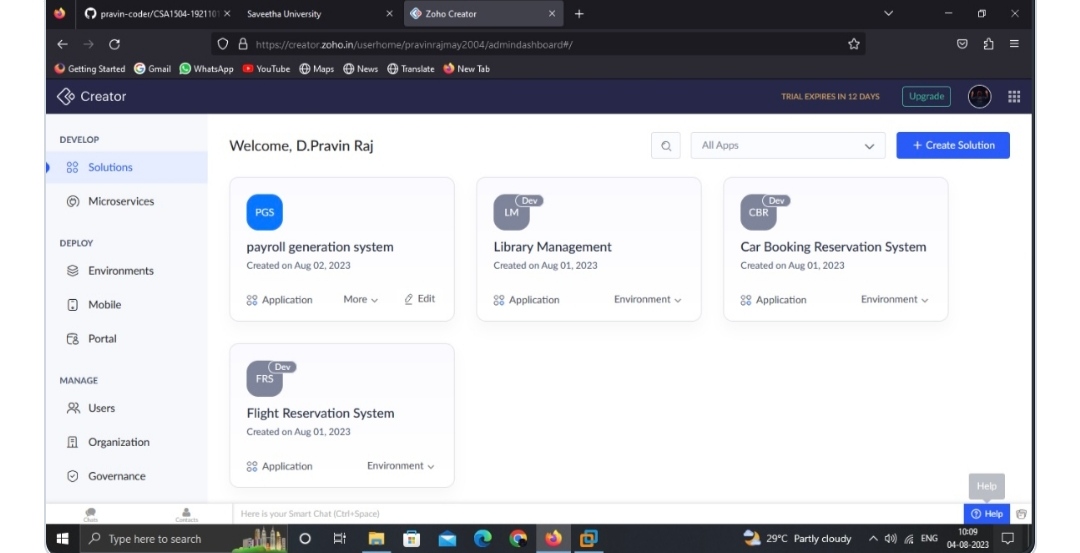 pravin-coder/CSA1504-1921101
Saveetha University
Zoho Creator
https://creator.zoho.in/userhome/pravinrajmay2004/admindashboard#/
Getting Started Gmail WhatsApp YouTube Maps News Translate New Tab
Creator
TRIAL EXPIRES IN 12 DAYS Upgrade
DEVELOP
Solutions
Microservices
DEPLOY
Environments
Mobile
Portal
MANAGE
Users
Organization
Governance
Welcome, D.Pravin Raj
All Apps
+ Create Solution
PGS
payroll generation system
Created on Aug 02, 2023
Application More Edit
Dev
LM
Library Management
Created on Aug 01, 2023
Application Environment
Dev
CBR
Car Booking Reservation System
Created on Aug 01, 2023
Application Environment
Dev
FRS
Flight Reservation System
Created on Aug 01, 2023
Application Environment
Help
Chats Contacts
Here is your Smart Chat (Ctrl+Space)
Help
Type here to search
29°C Partly cloudy
ENG
10:09
04-08-2023